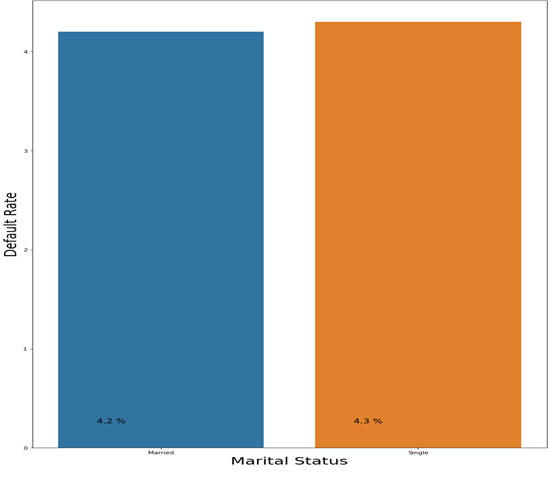 Default Rate
4
3
2
1
0
4.2 %
4.3 %
Married
Single
Marital Status